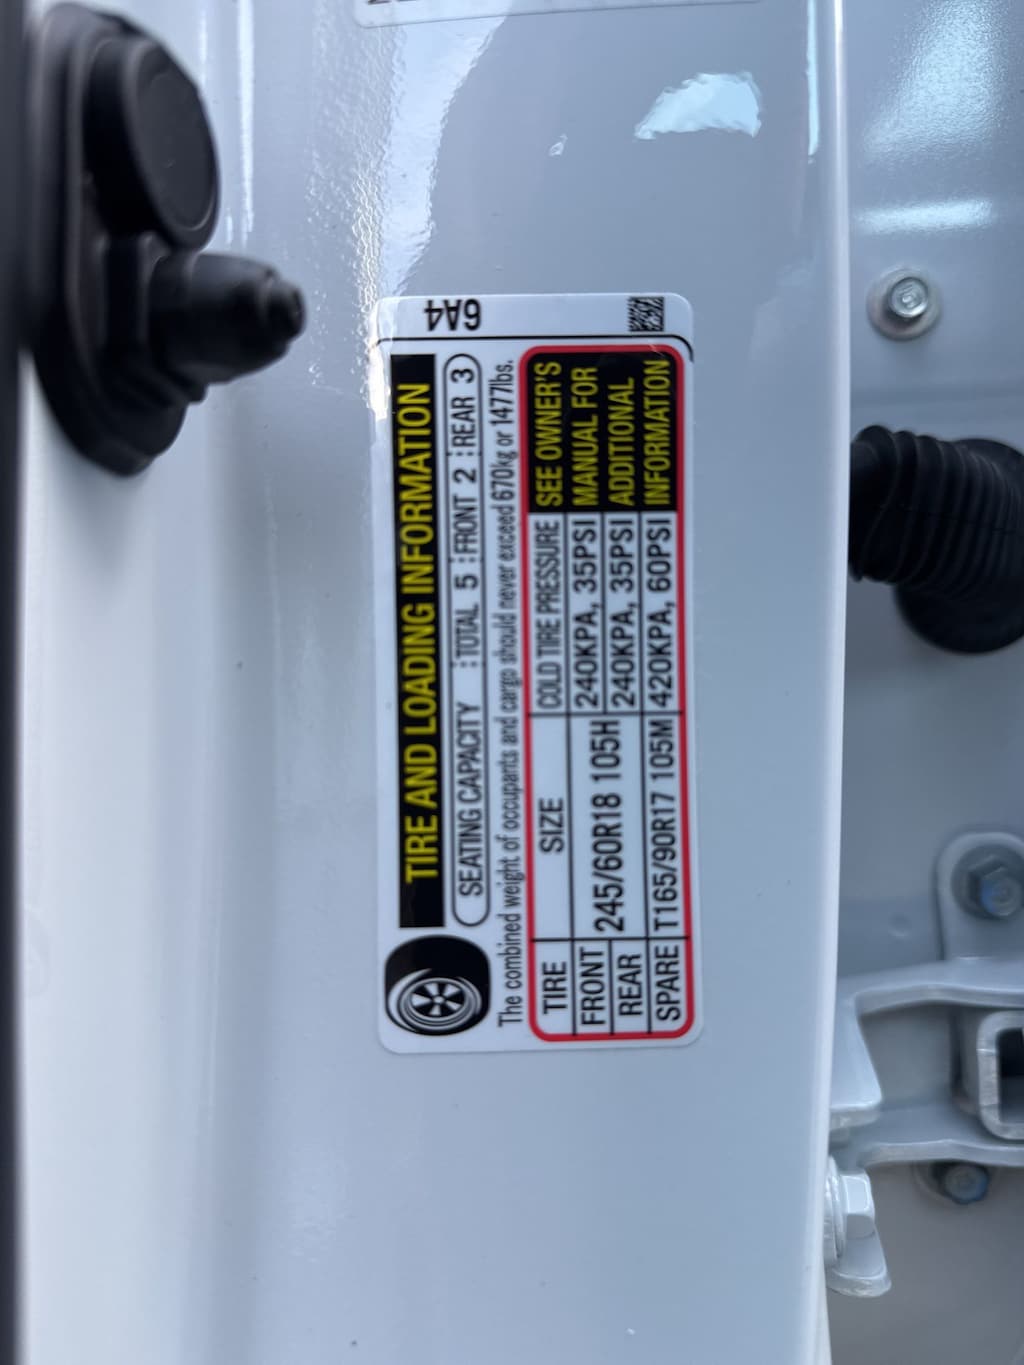 6A4
TIRE AND LOADING INFORMATION
SEATING CAPACITY TOTAL 5 FRONT 2 REAR 3
The combined weight of occupants and cargo should never exceed 670kg or 1477lbs.
TIRE SIZE COLD TIRE PRESSURE
FRONT 245/60R18 105H 240KPA, 35PSI
REAR 240KPA, 35PSI
SPARE T165/90R17 105M 420KPA, 60PSI
SEE OWNER'S
MANUAL FOR
ADDITIONAL
INFORMATION